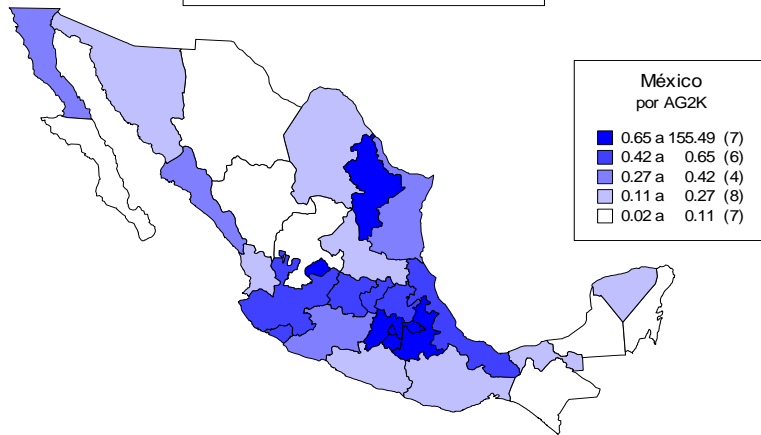 México
por AG2K
0.65 a 155.49 (7)
0.42 a 0.65 (6)
0.27 a 0.42 (4)
0.11 a 0.27 (8)
0.02 a 0.11 (7)